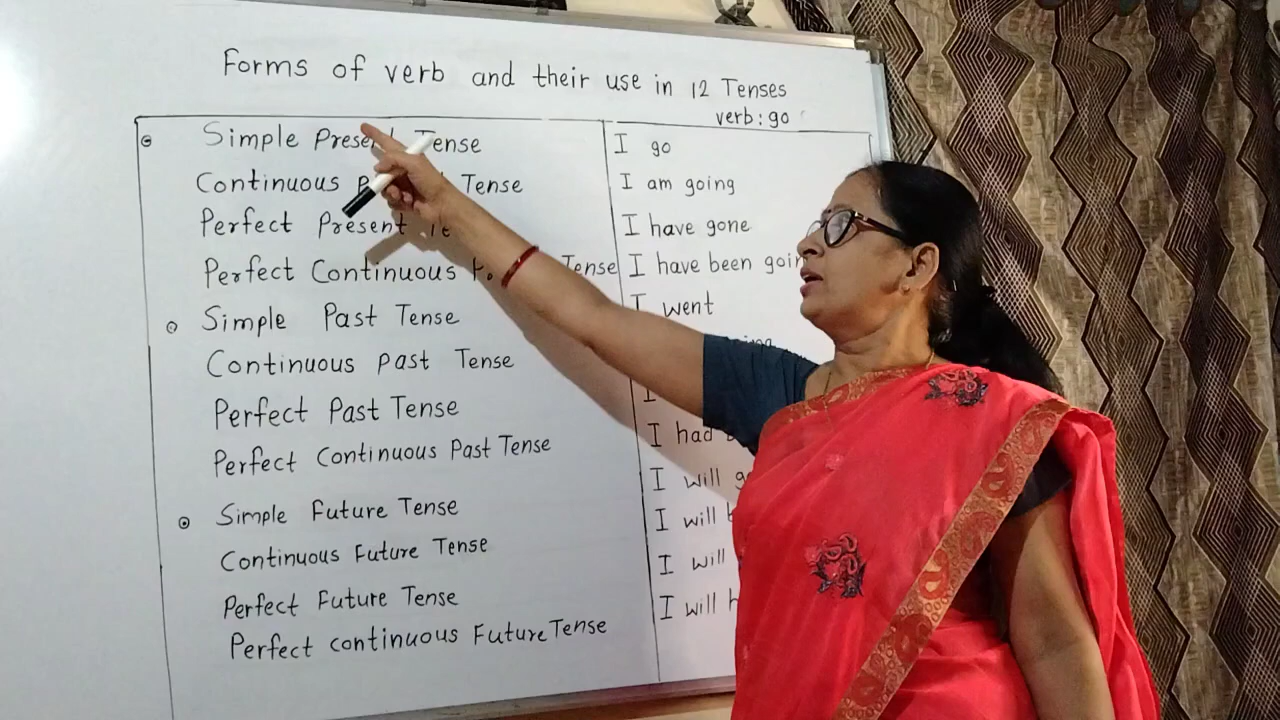 Forms of verb and their use in 12 Tenses
verb : go
Simple Present Tense I go
Continuous Tense I am going
Perfect Present I have gone
Perfect Continuous Tense I have been goin
Simple Past Tense I went
Continuous Past Tense
Perfect Past Tense I
Perfect Continuous Past Tense I had
Simple Future Tense I will
Continuous Future Tense I will
Perfect Future Tense I will
Perfect continuous Future Tense I will